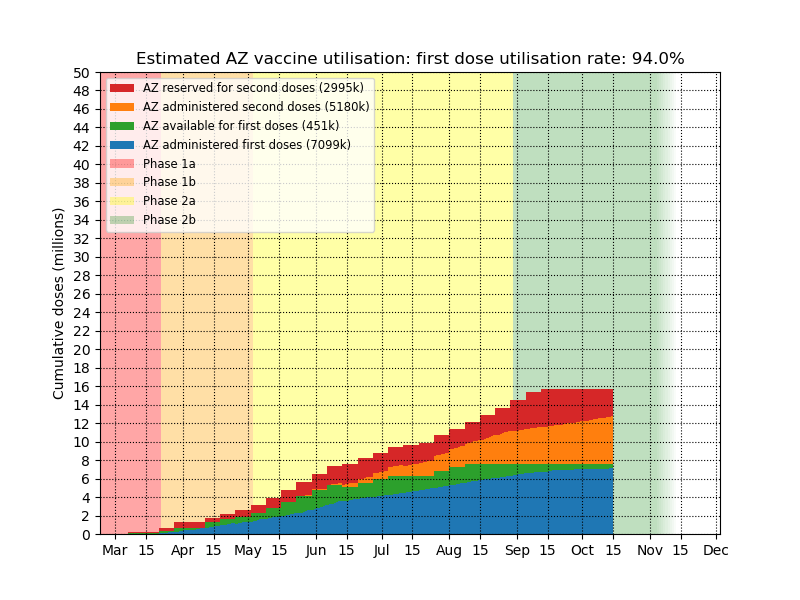 Estimated AZ vaccine utilisation: first dose utilisation rate: 94.0%
Cumulative doses (millions)
50
48
46
44
42
40
38
36
34
32
30
28
26
24
22
20
18
16
14
12
10
8
6
4
2
0
AZ reserved for second doses (2995k)
AZ administered second doses (5180k)
AZ available for first doses (451k)
AZ administered first doses (7099k)
Phase 1a
Phase 1b
Phase 2a
Phase 2b
Mar 15 Apr 15 May 15 Jun 15 Jul 15 Aug 15 Sep 15 Oct 15 Nov 15 Dec